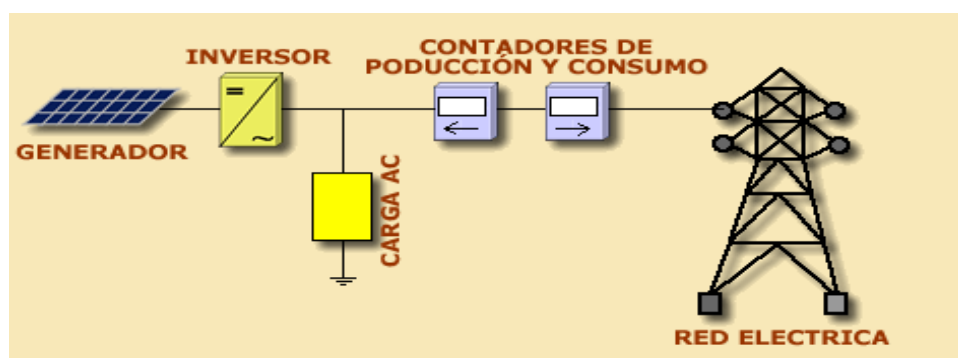 INVERSOR
CONTADORES DE
PODUCCIÓN Y CONSUMO
GENERADOR
CARGA AC
RED ELECTRICA